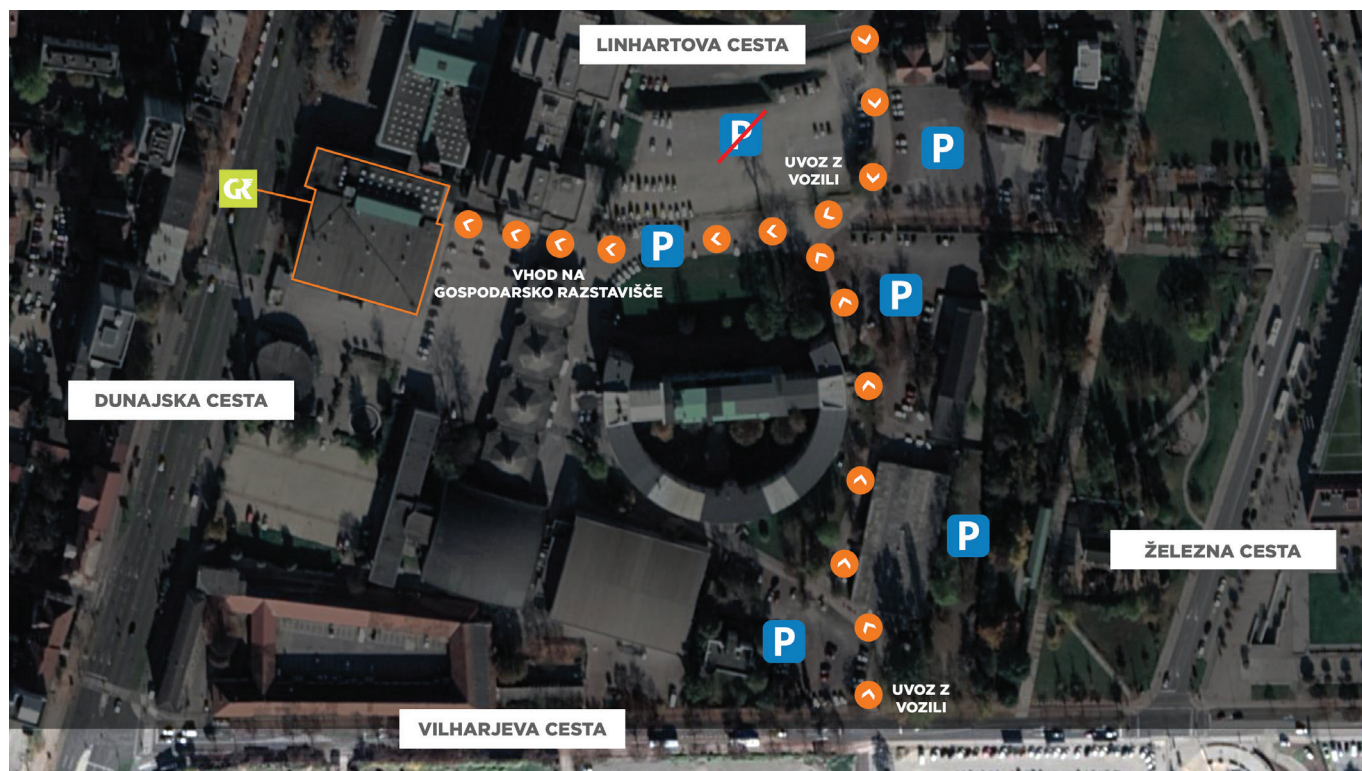 LINHARTOVA CESTA
P
P
UVOZ Z
VOZILI
GR
P
VHOD NA
GOSPODARSKO RAZSTAVIŠČE
P
DUNAJSKA CESTA
P
ŽELEZNA CESTA
P
UVOZ Z
VOZILI
VILHARJEVA CESTA